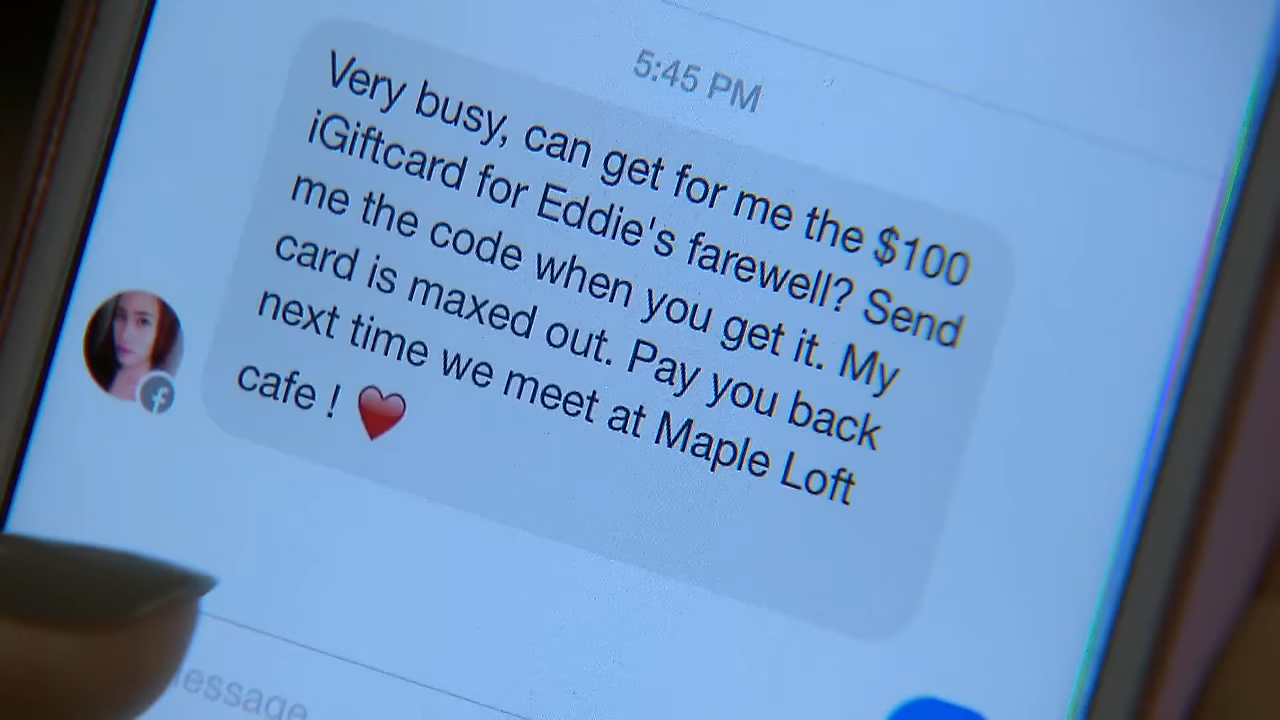 5:45 PM
Very busy, can get for me the $100
iGiftcard for Eddie's farewell? Send
me the code when you get it. My
card is maxed out. Pay you back
next time we meet at Maple Loft
cafe ! ❤️
essage